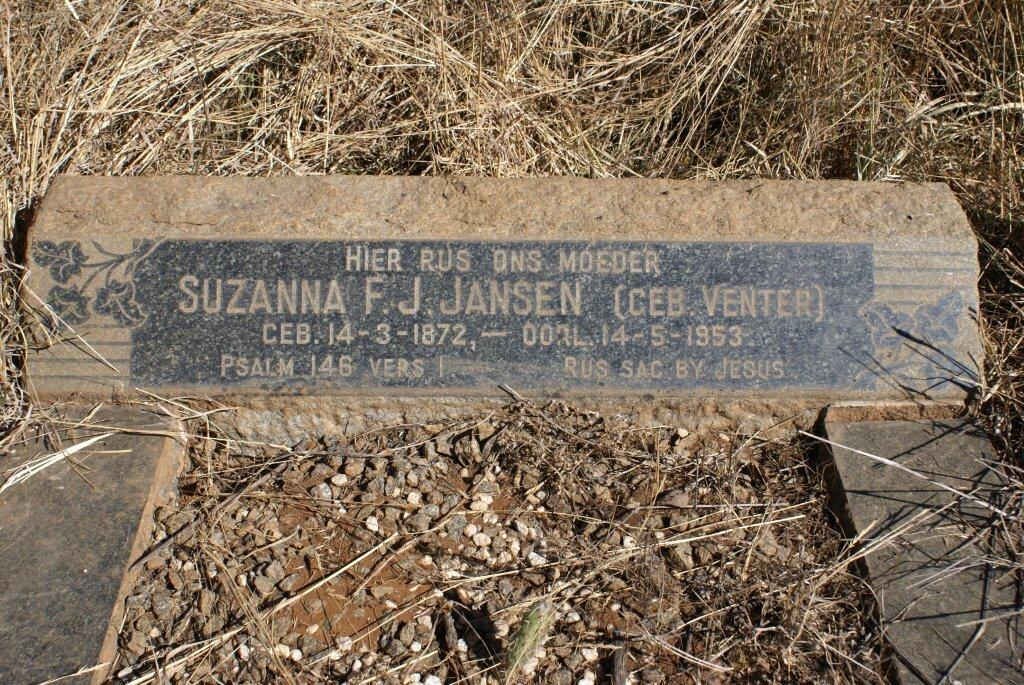 HIER RUS ONS MOEDER
SUZANNA F. J. JANSEN (GEB. VENTER)
GEB. 14-3-1872, — OORL. 14-5-1953.
PSALM 146 VERS 1 — RUS SAG BY JESUS